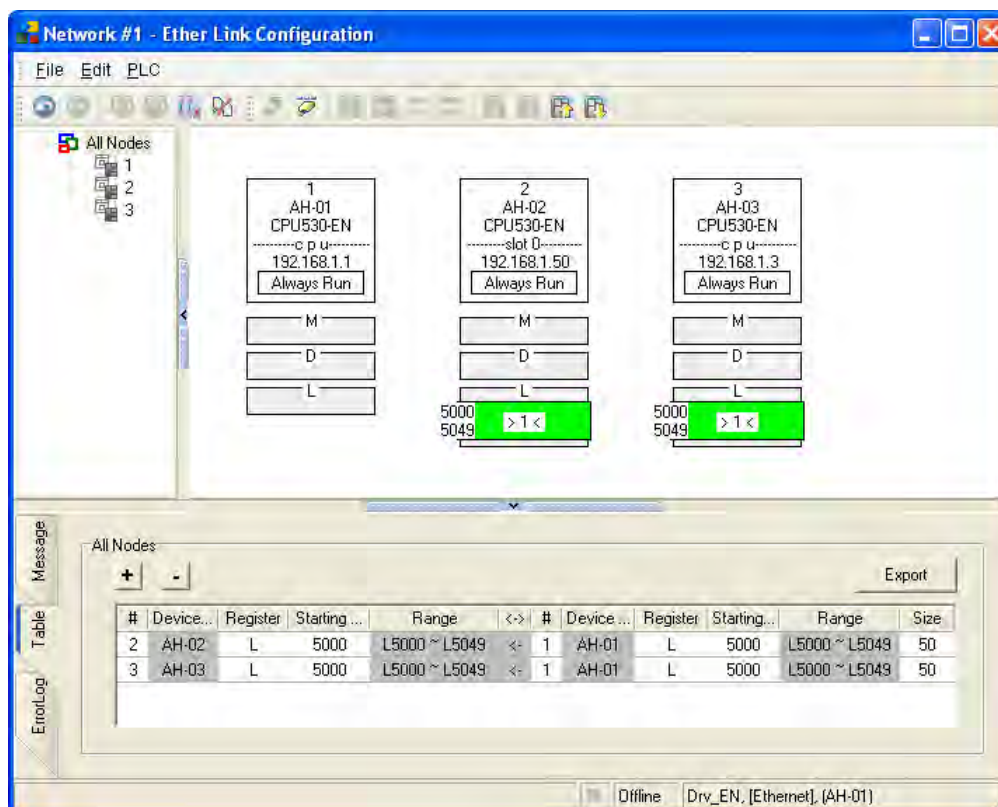 Network #1 - Ether Link Configuration
File Edit PLC
All Nodes
1
2
3
1
AH-01
CPU530-EN
---------c p u---------
192.168.1.1
Always Run
M
D
L
2
AH-02
CPU530-EN
--------slot 0--------
192.168.1.50
Always Run
M
D
L
5000
5049
> 1 <
3
AH-03
CPU530-EN
---------c p u---------
192.168.1.3
Always Run
M
D
L
5000
5049
> 1 <
Message
Table
ErrorLog
All Nodes
+ -
Export
# Device... Register Starting ... Range <-> # Device ... Register Starting... Range Size
2 AH-02 L 5000 L5000 ~ L5049 <- 1 AH-01 L 5000 L5000 ~ L5049 50
3 AH-03 L 5000 L5000 ~ L5049 <- 1 AH-01 L 5000 L5000 ~ L5049 50
Offline Drv_EN, [Ethernet], (AH-01)